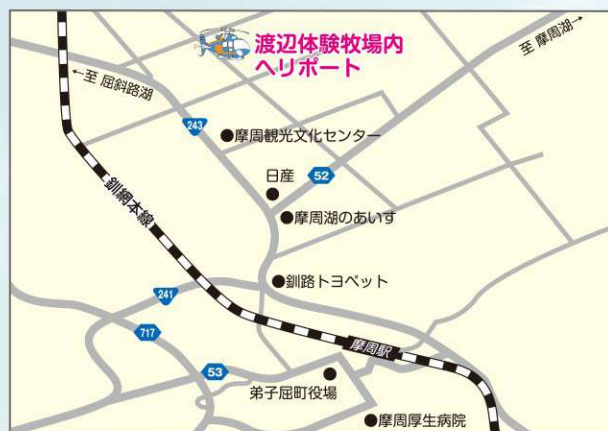 渡辺体験牧場内
ヘリポート
至 摩周湖→
←至 屈斜路湖
243
●摩周観光文化センター
日産
52
●摩周湖のあいす
釧網本線
●釧路トヨペット
241
717
摩周駅
53
弟子屈町役場
●摩周厚生病院